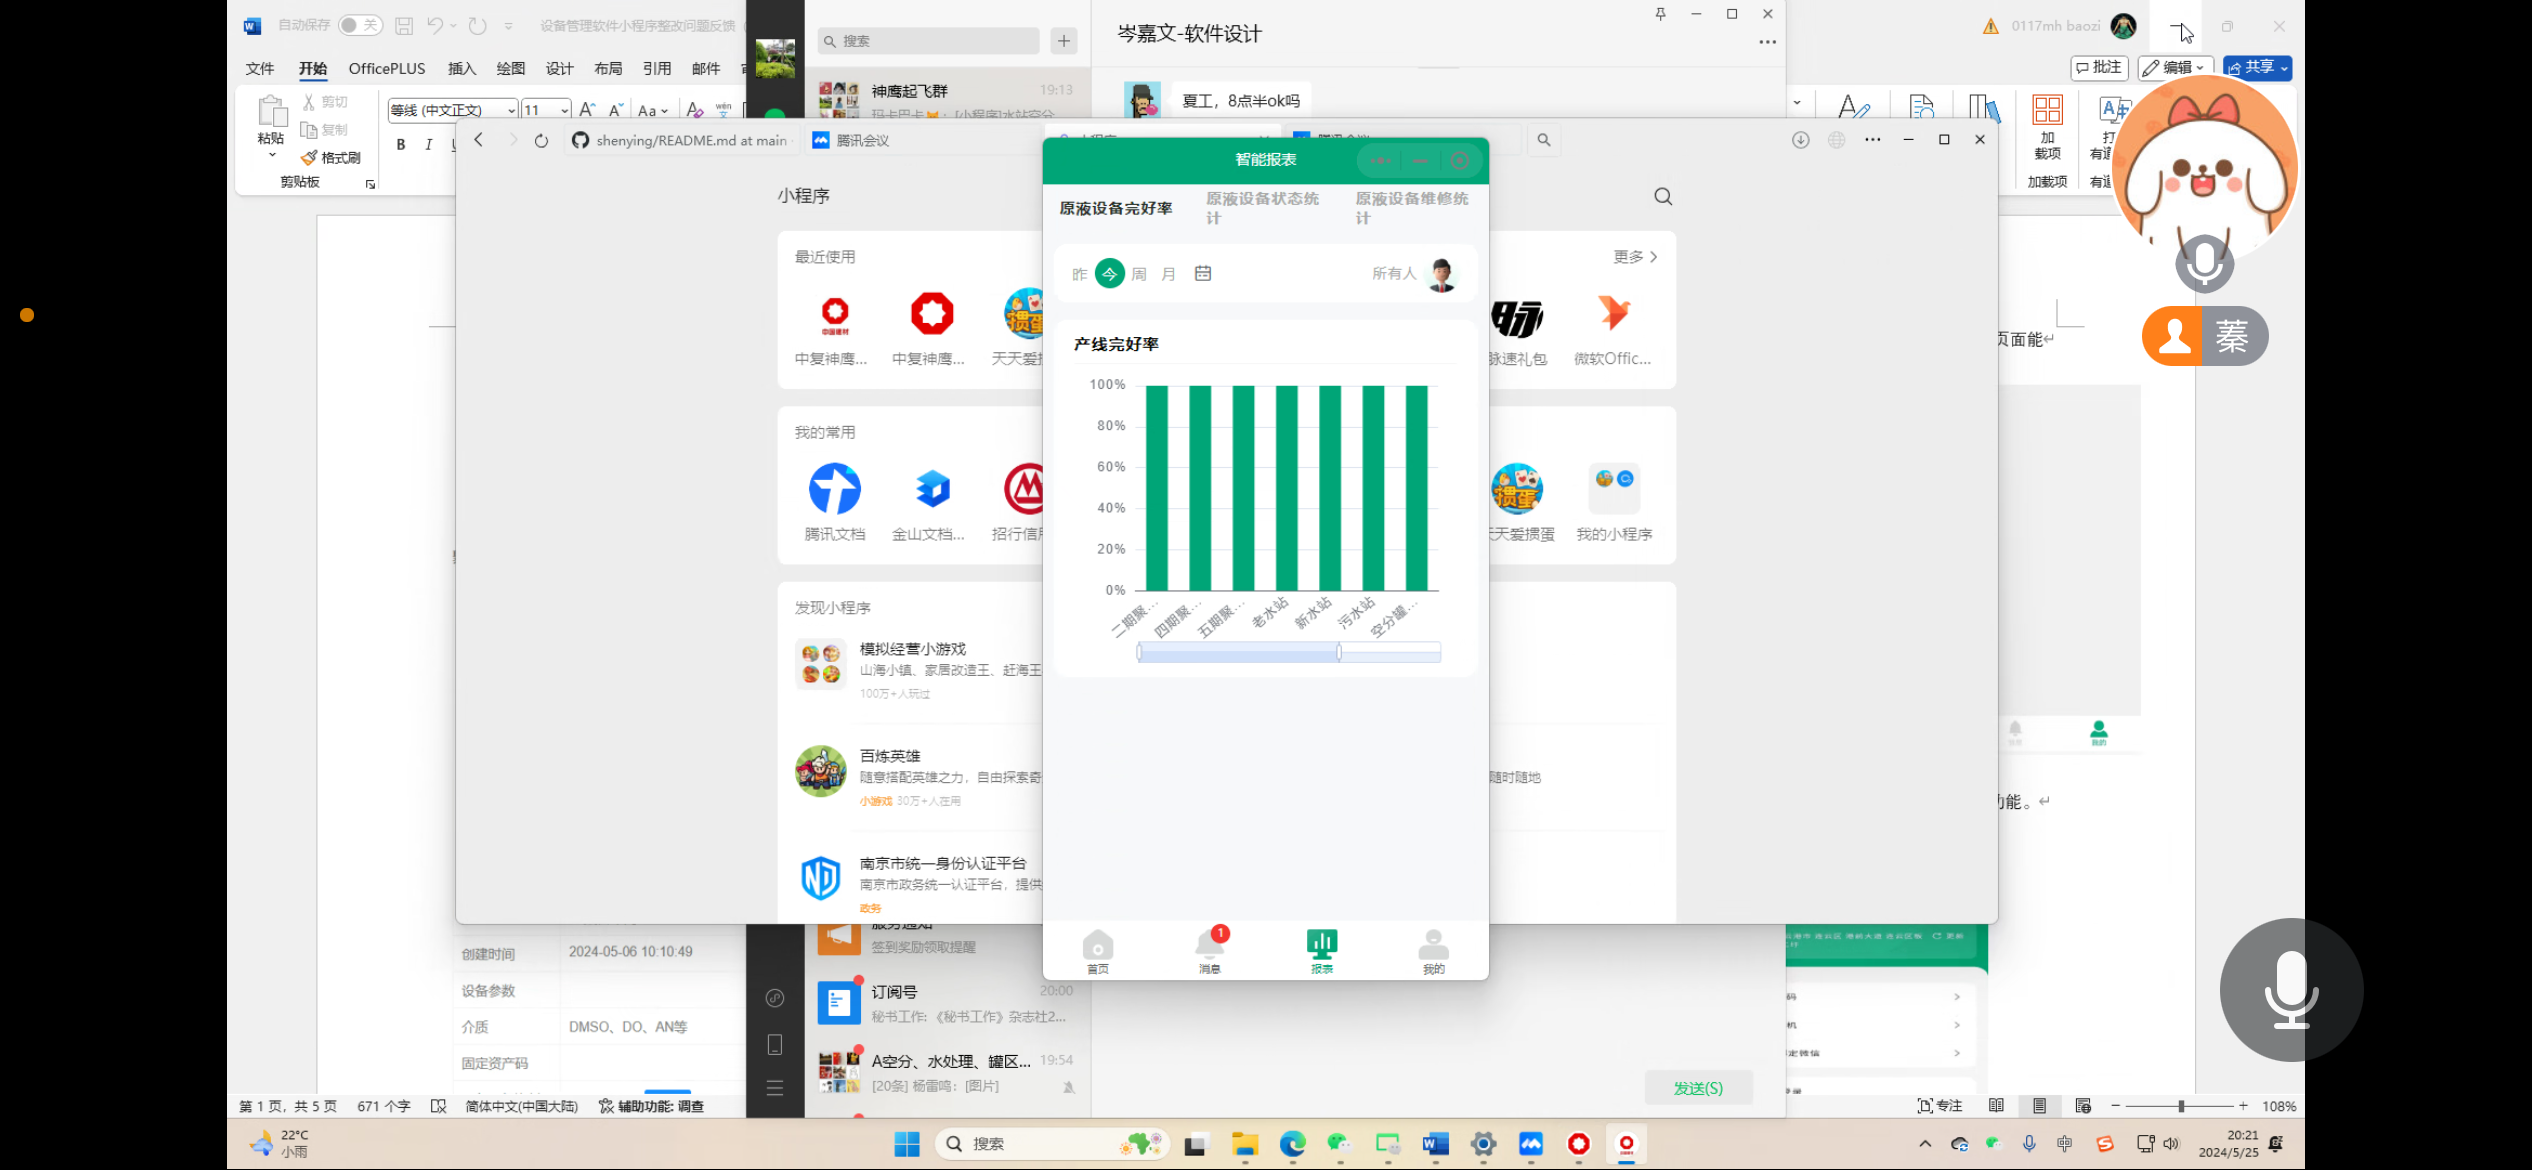 自动保存
关
设备管理软件小程序整改问题反馈
搜索
岑嘉文-软件设计
0117mh baozi
文件
开始
OfficePLUS
插入
绘图
设计
布局
引用
邮件
批注
编辑
共享
神鹰起飞群
19:13
夏工，8点半ok吗
粘贴
剪切
复制
格式刷
剪贴板
等线 (中文正文)
11
Aa
B
I
加
载项
加载项
shenying/README.md at main
腾讯会议
智能报表
小程序
原液设备完好率
原液设备状态统
计
原液设备维修统
计
最近使用
更多
昨
今
周
月
所有人
中复神鹰...
中复神鹰...
脉速礼包
微软Offic...
产线完好率
100%
80%
60%
40%
20%
0%
二期聚...
四期聚...
五期聚...
老水站
新水站
污水站
空分罐...
我的常用
腾讯文档
金山文档...
天天爱掼蛋
我的小程序
发现小程序
模拟经营小游戏
山海小镇、家居改造王、赶海王
100万+人玩过
百炼英雄
随意搭配英雄之力，自由探索奇
随时随地
小游戏 30万+人在用
南京市统一身份认证平台
南京市政务统一认证平台，提供
政务
首页
消息
1
报表
我的
页面能
蓁
功能。
签到奖励领取提醒
创建时间
2024-05-06 10:10:49
设备参数
介质
DMSO、DO、AN等
固定资产码
订阅号
20:00
秘书工作:《秘书工作》杂志社2...
A空分、水处理、罐区...
19:54
[20条] 杨雷鸣: [图片]
发送(S)
第 1 页，共 5 页
671 个字
简体中文(中国大陆)
辅助功能: 调查
专注
108%
22°C
小雨
搜索
中
20:21
2024/5/25